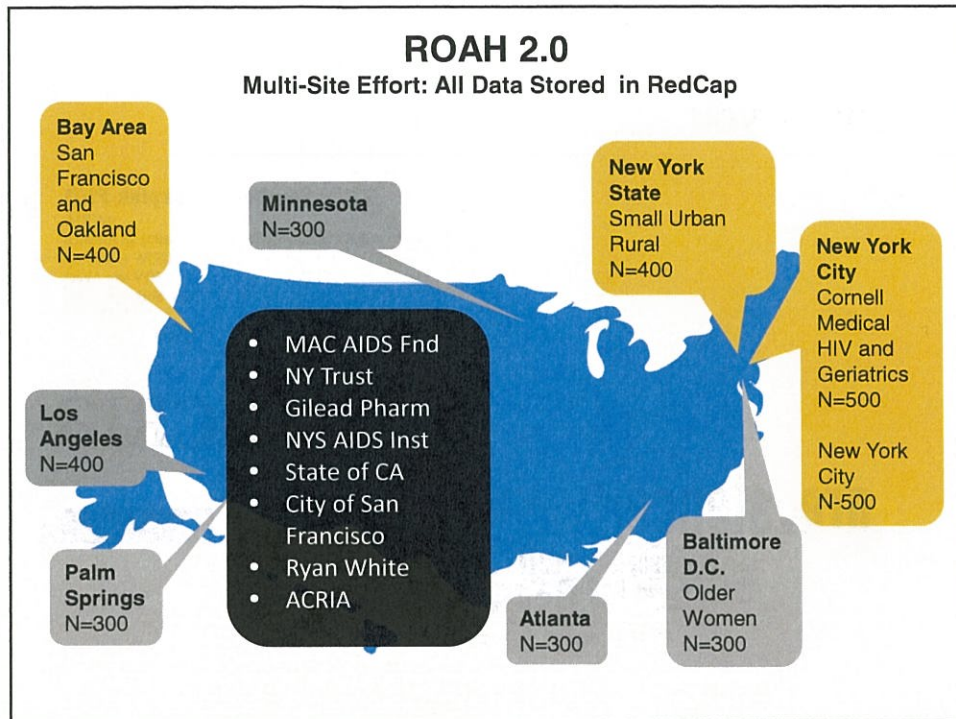 ROAH 2.0
Multi-Site Effort: All Data Stored in RedCap
Bay Area
San
Francisco
and
Oakland
N=400
Minnesota
N=300
New York
State
Small Urban
Rural
N=400
New York
City
Cornell
Medical
HIV and
Geriatrics
N=500
New York
City
N-500
• MAC AIDS Fnd
• NY Trust
• Gilead Pharm
• NYS AIDS Inst
• State of CA
• City of San
Francisco
• Ryan White
• ACRIA
Los
Angeles
N=400
Palm
Springs
N=300
Atlanta
N=300
Baltimore
D.C.
Older
Women
N=300